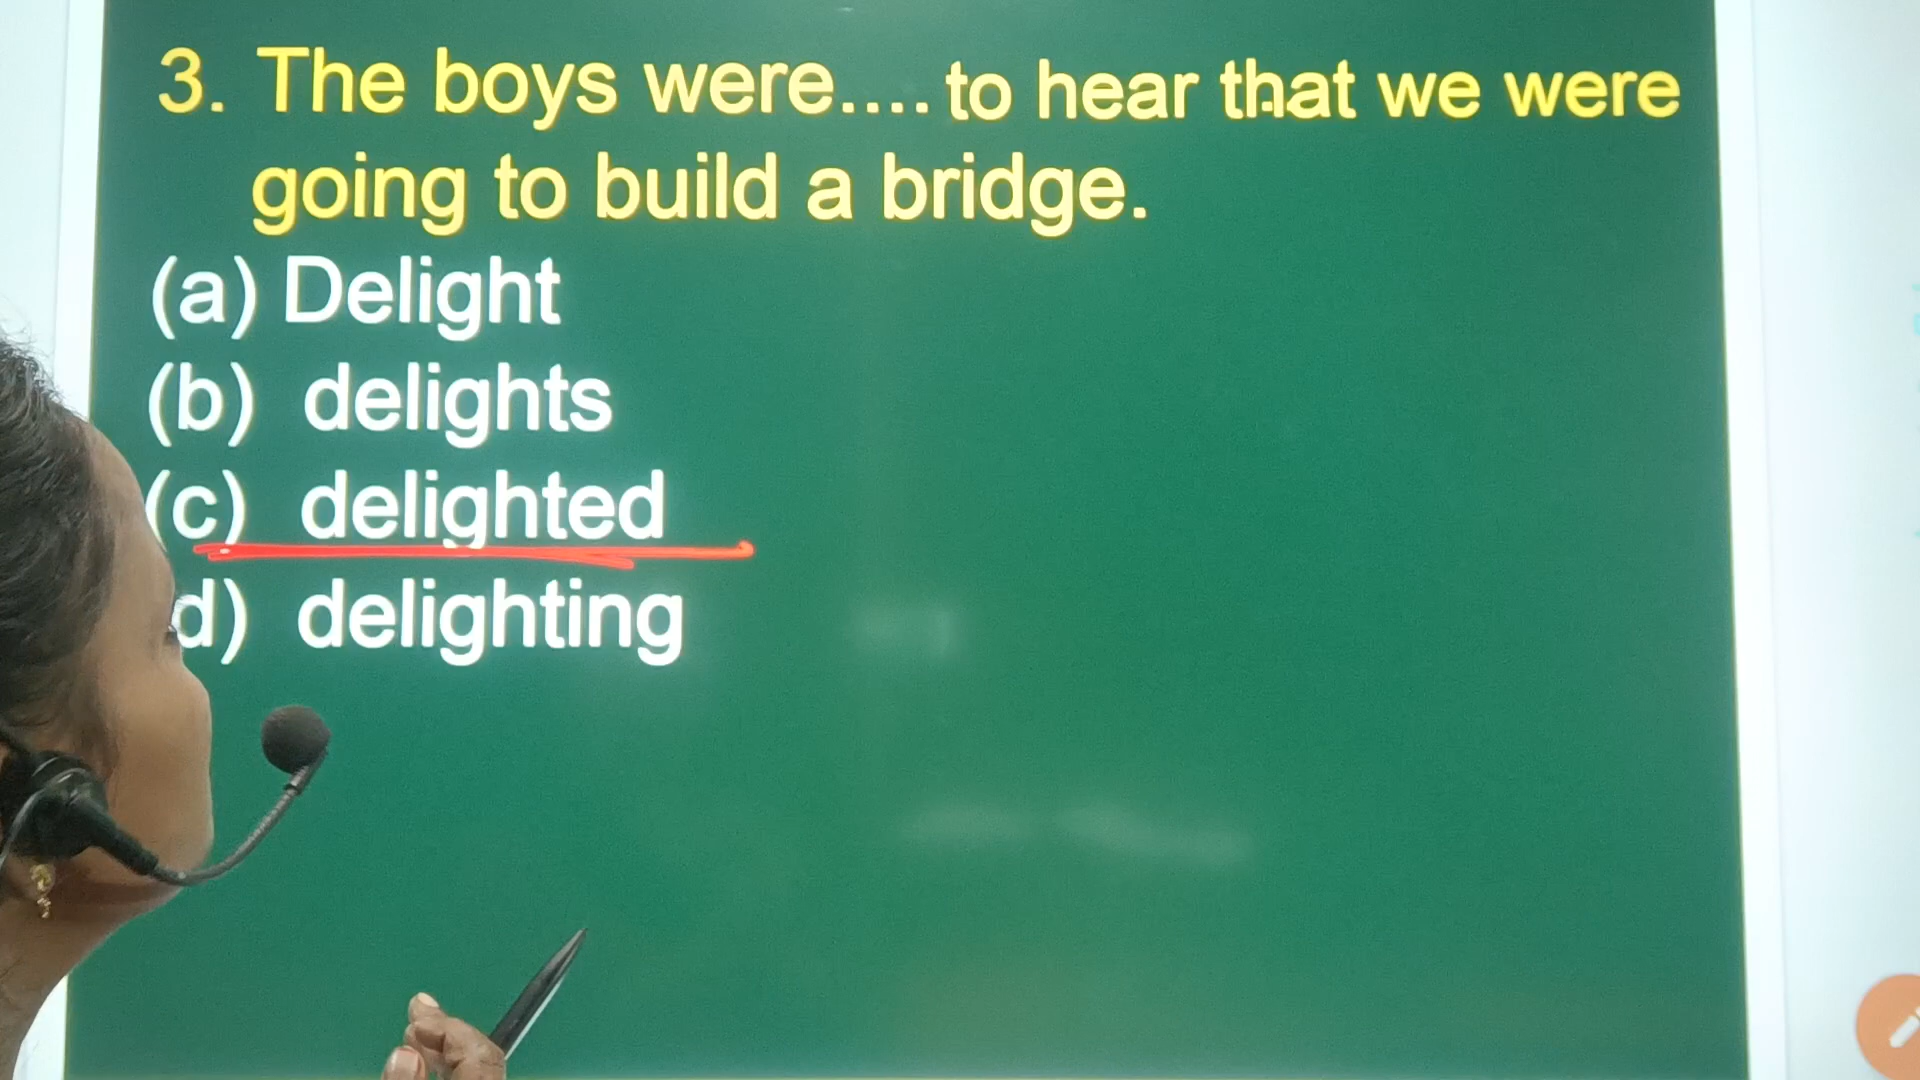 3. The boys were.... to hear that we were
going to build a bridge.
(a) Delight
(b) delights
(c) delighted
d) delighting